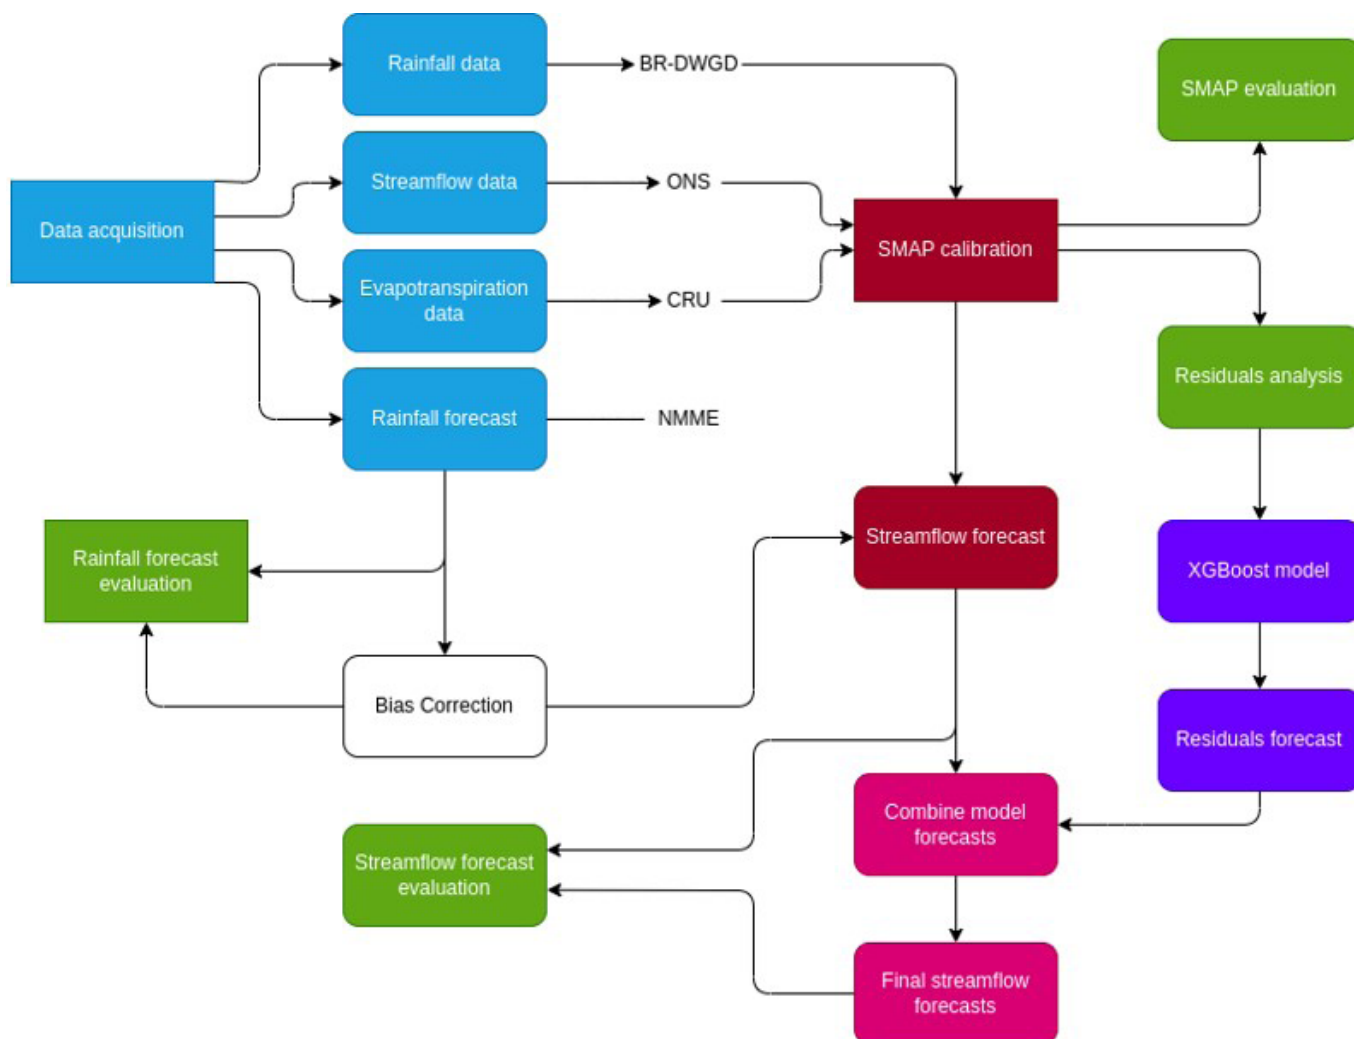 Rainfall data
BR-DWGD
SMAP evaluation
Streamflow data
ONS
Data acquisition
SMAP calibration
Evapotranspiration
data
CRU
Residuals analysis
Rainfall forecast
NMME
Streamflow forecast
Rainfall forecast
evaluation
XGBoost model
Bias Correction
Residuals forecast
Combine model
forecasts
Streamflow forecast
evaluation
Final streamflow
forecasts